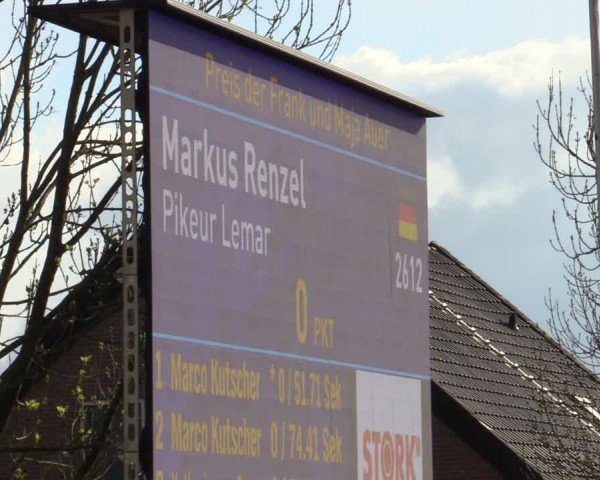 Preis der Frank und Maja Auer
Markus Renzel
Pikeur Lemar
2612
0 PKT
1 Marco Kutscher *0 / 51.71 Sek
2 Marco Kutscher 0 / 74.41 Sek
STORK